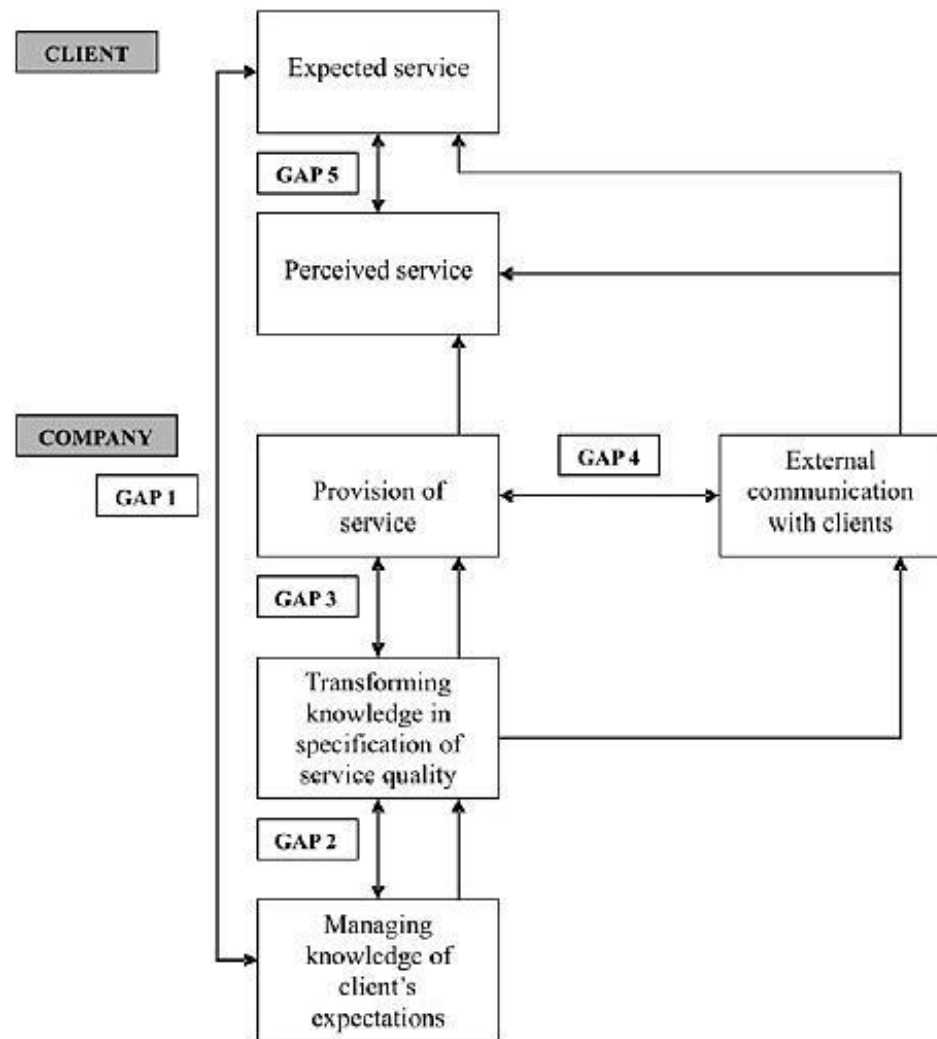 CLIENT
Expected service
GAP 5
Perceived service
COMPANY
GAP 1
Provision of
service
GAP 4
External
communication
with clients
GAP 3
Transforming
knowledge in
specification of
service quality
GAP 2
Managing
knowledge of
client's
expectations